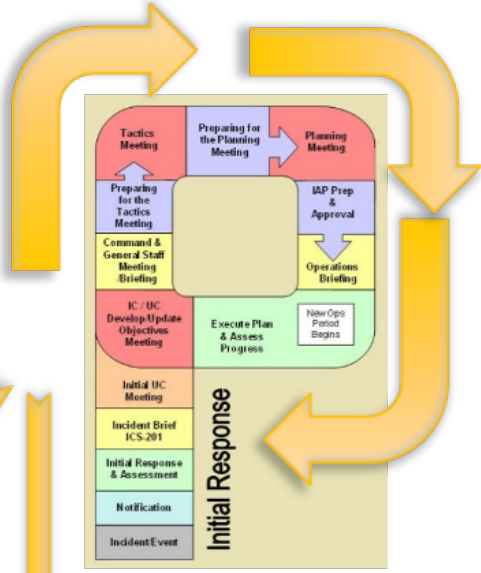 Tactics
Meeting
Preparing for
the Planning
Meeting
Planning
Meeting
Preparing
for the
Tactics
Meeting
IAP Prep
&
Approval
Command &
General Staff
Meeting
/Briefing
Operations
Briefing
IC / UC
Develop/Update
Objectives
Meeting
Execute Plan
& Assess
Progress
New Ops
Period
Begins
Initial UC
Meeting
Incident Brief
ICS-201
Initial Response
& Assessment
Notification
Incident/Event
Initial Response